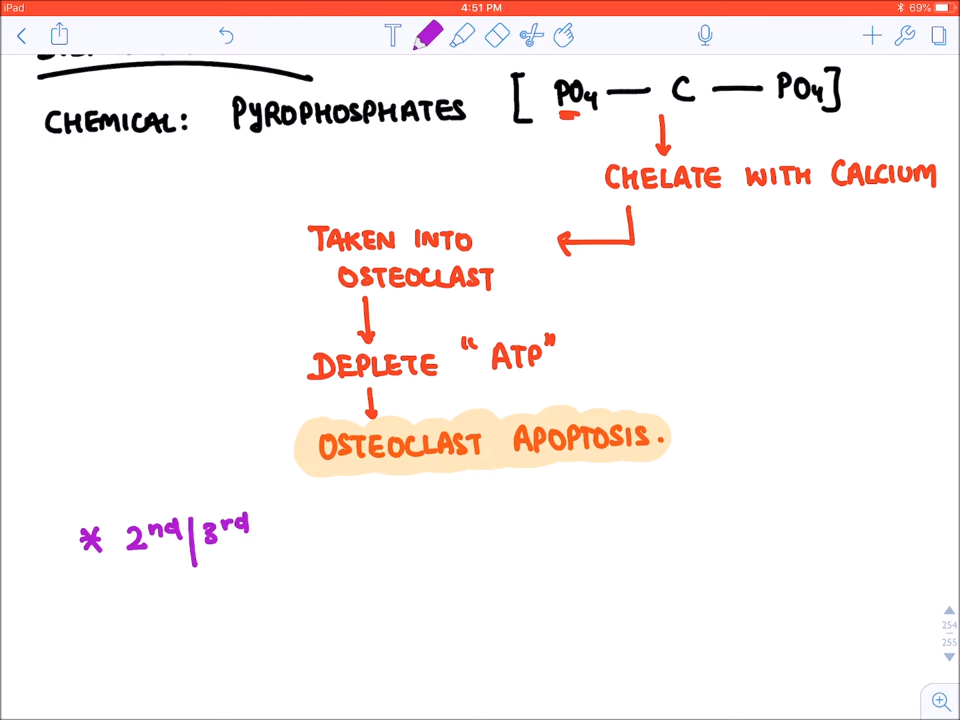 iPad 4:51 PM 69%
T
CHEMICAL: PYROPHOSPHATES [ PO4 — C — PO4 ]
CHELATE WITH CALCIUM
TAKEN INTO
OSTEOCLAST
DEPLETE "ATP"
OSTEOCLAST APOPTOSIS.
* 2nd/3rd
254
255